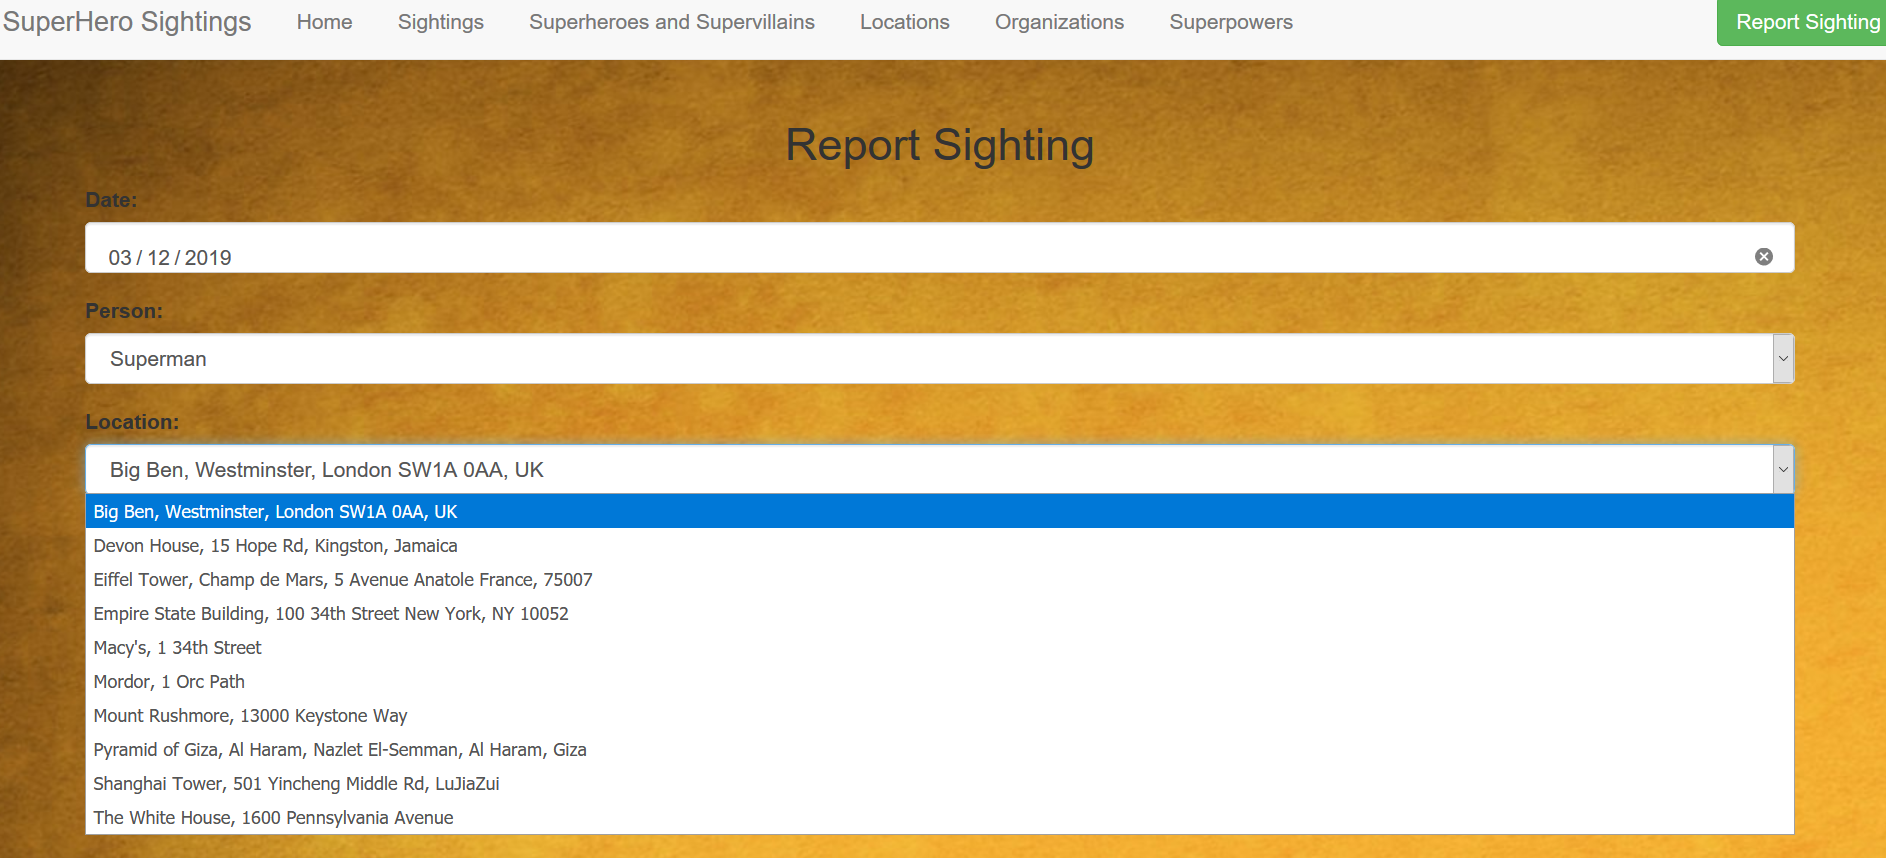 SuperHero Sightings Home Sightings Superheroes and Supervillains Locations Organizations Superpowers Report Sighting
Report Sighting
Date:
03 / 12 / 2019
Person:
Superman
Location:
Big Ben, Westminster, London SW1A 0AA, UK
Big Ben, Westminster, London SW1A 0AA, UK
Devon House, 15 Hope Rd, Kingston, Jamaica
Eiffel Tower, Champ de Mars, 5 Avenue Anatole France, 75007
Empire State Building, 100 34th Street New York, NY 10052
Macy's, 1 34th Street
Mordor, 1 Orc Path
Mount Rushmore, 13000 Keystone Way
Pyramid of Giza, Al Haram, Nazlet El-Semman, Al Haram, Giza
Shanghai Tower, 501 Yincheng Middle Rd, LuJiaZui
The White House, 1600 Pennsylvania Avenue